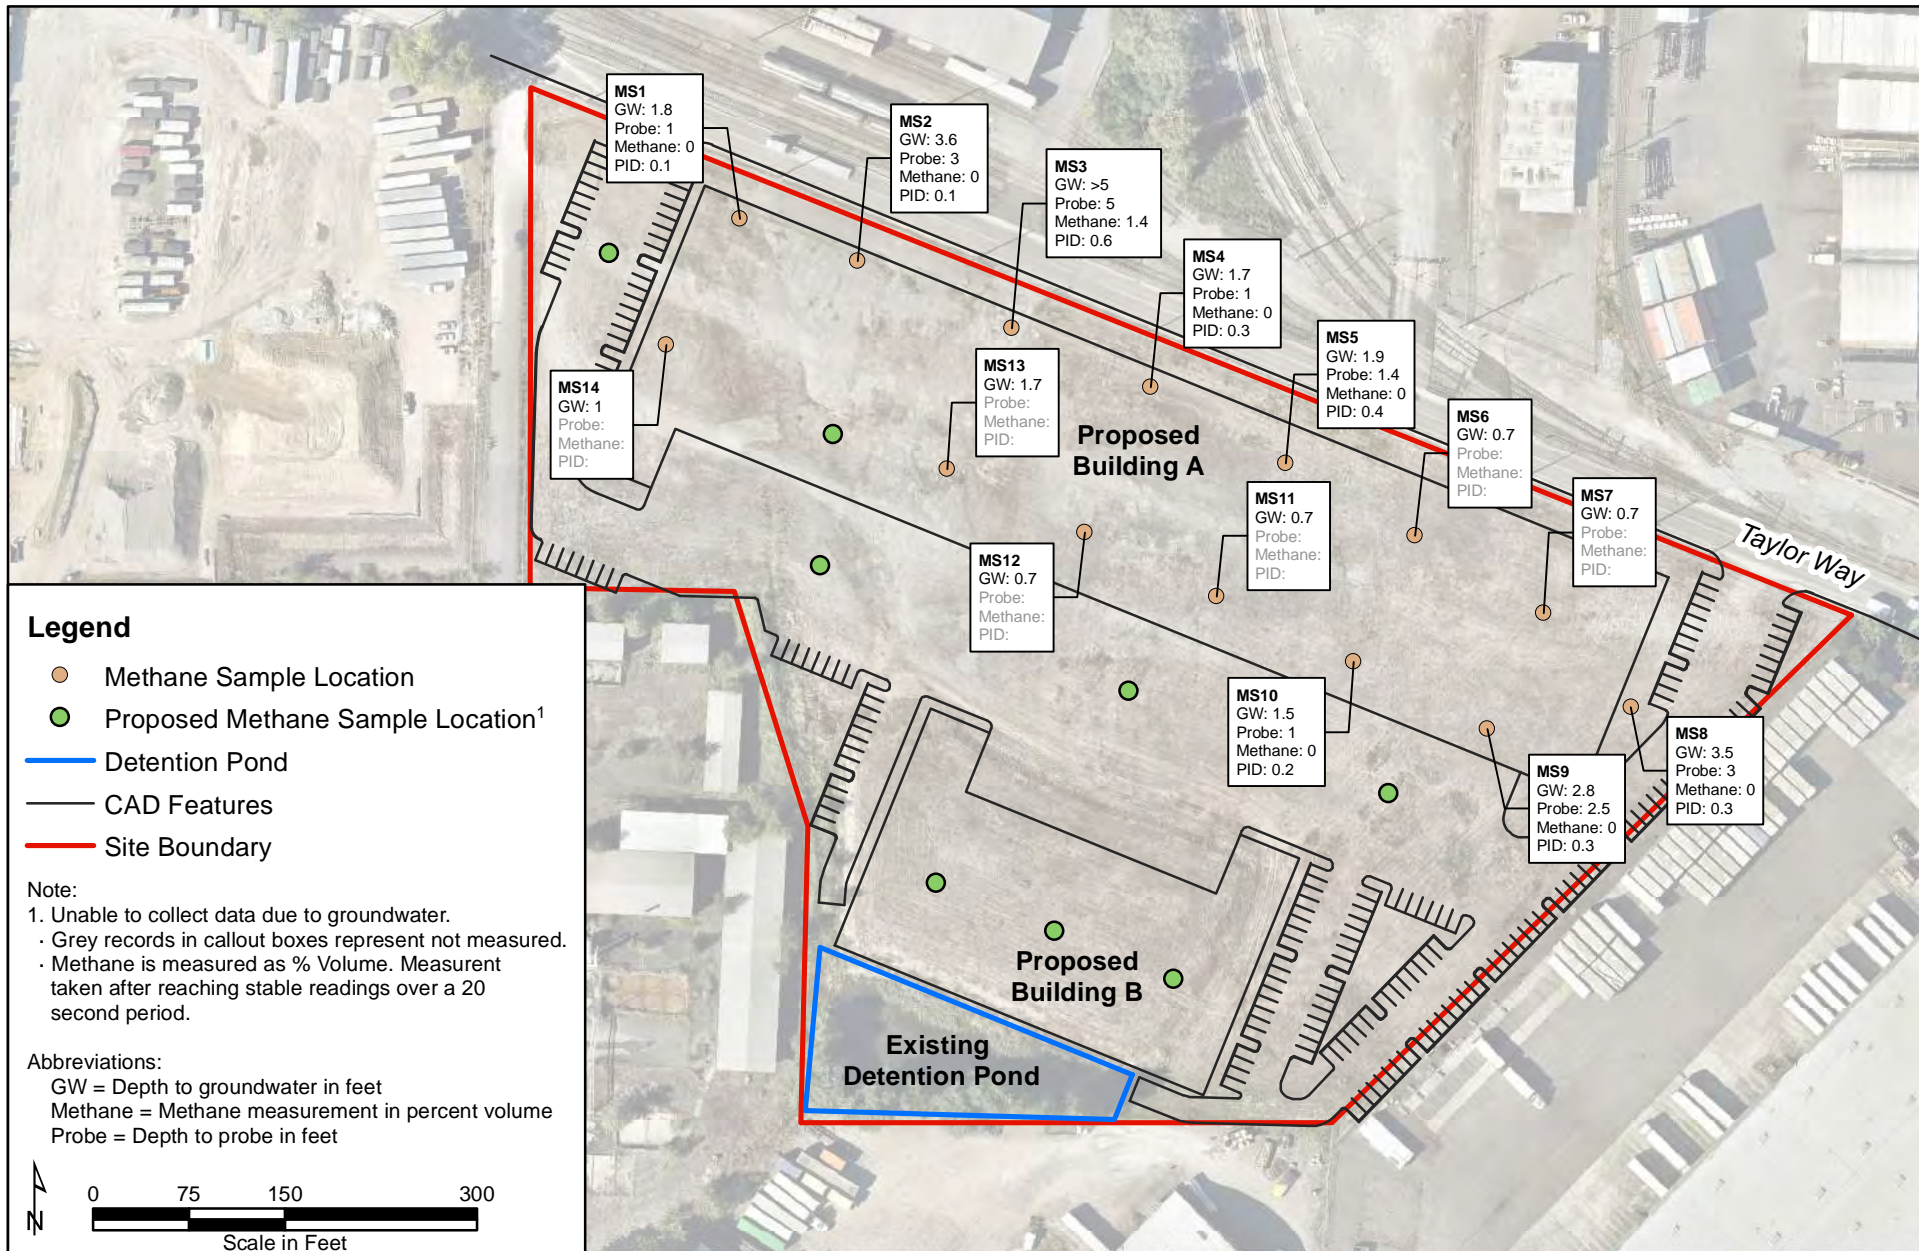 MS1
GW: 1.8
Probe: 1
Methane: 0
PID: 0.1
MS2
GW: 3.6
Probe: 3
Methane: 0
PID: 0.1
MS3
GW: >5
Probe: 5
Methane: 1.4
PID: 0.6
MS4
GW: 1.7
Probe: 1
Methane: 0
PID: 0.3
MS5
GW: 1.9
Probe: 1.4
Methane: 0
PID: 0.4
MS6
GW: 0.7
Probe:
Methane:
PID:
MS7
GW: 0.7
Probe:
Methane:
PID:
MS13
GW: 1.7
Probe:
Methane:
PID:
MS14
GW: 1
Probe:
Methane:
PID:
Proposed
Building A
MS11
GW: 0.7
Probe:
Methane:
PID:
MS12
GW: 0.7
Probe:
Methane:
PID:
Taylor Way
MS10
GW: 1.5
Probe: 1
Methane: 0
PID: 0.2
MS9
GW: 2.8
Probe: 2.5
Methane: 0
PID: 0.3
MS8
GW: 3.5
Probe: 3
Methane: 0
PID: 0.3
Proposed
Building B
Existing
Detention Pond
Legend
Methane Sample Location
Proposed Methane Sample Location1
Detention Pond
CAD Features
Site Boundary
Note:
1. Unable to collect data due to groundwater.
· Grey records in callout boxes represent not measured.
· Methane is measured as % Volume. Measurent
taken after reaching stable readings over a 20
second period.
Abbreviations:
GW = Depth to groundwater in feet
Methane = Methane measurement in percent volume
Probe = Depth to probe in feet
N
0 75 150 300
Scale in Feet